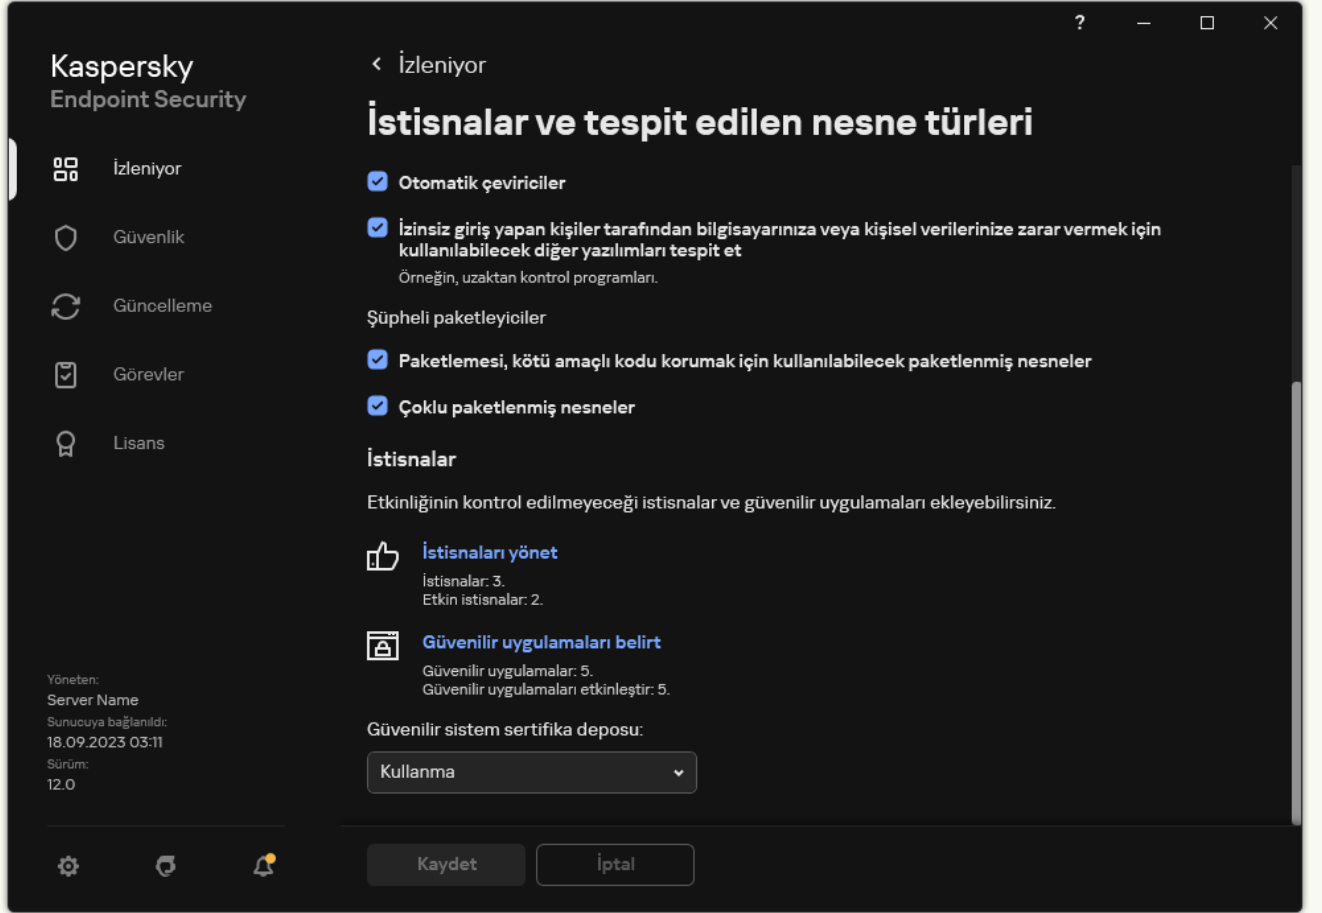 ?
Kaspersky
Endpoint Security
İzleniyor
Güvenlik
Güncelleme
Görevler
Lisans
Yöneten:
Server Name
Sunucuya bağlanıldı:
18.09.2023 03:11
Sürüm:
12.0
İzleniyor
İstisnalar ve tespit edilen nesne türleri
Otomatik çeviriciler
İzinsiz giriş yapan kişiler tarafından bilgisayarınıza veya kişisel verilerinize zarar vermek için
kullanılabilecek diğer yazılımları tespit et
Örneğin, uzaktan kontrol programları.
Şüpheli paketleyiciler
Paketlemesi, kötü amaçlı kodu korumak için kullanılabilecek paketlenmiş nesneler
Çoklu paketlenmiş nesneler
İstisnalar
Etkinliğinin kontrol edilmeyeceği istisnalar ve güvenilir uygulamaları ekleyebilirsiniz.
İstisnaları yönet
İstisnalar: 3.
Etkin istisnalar: 2.
Güvenilir uygulamaları belirt
Güvenilir uygulamalar: 5.
Güvenilir uygulamaları etkinleştir: 5.
Güvenilir sistem sertifika deposu:
Kullanma
Kaydet
İptal